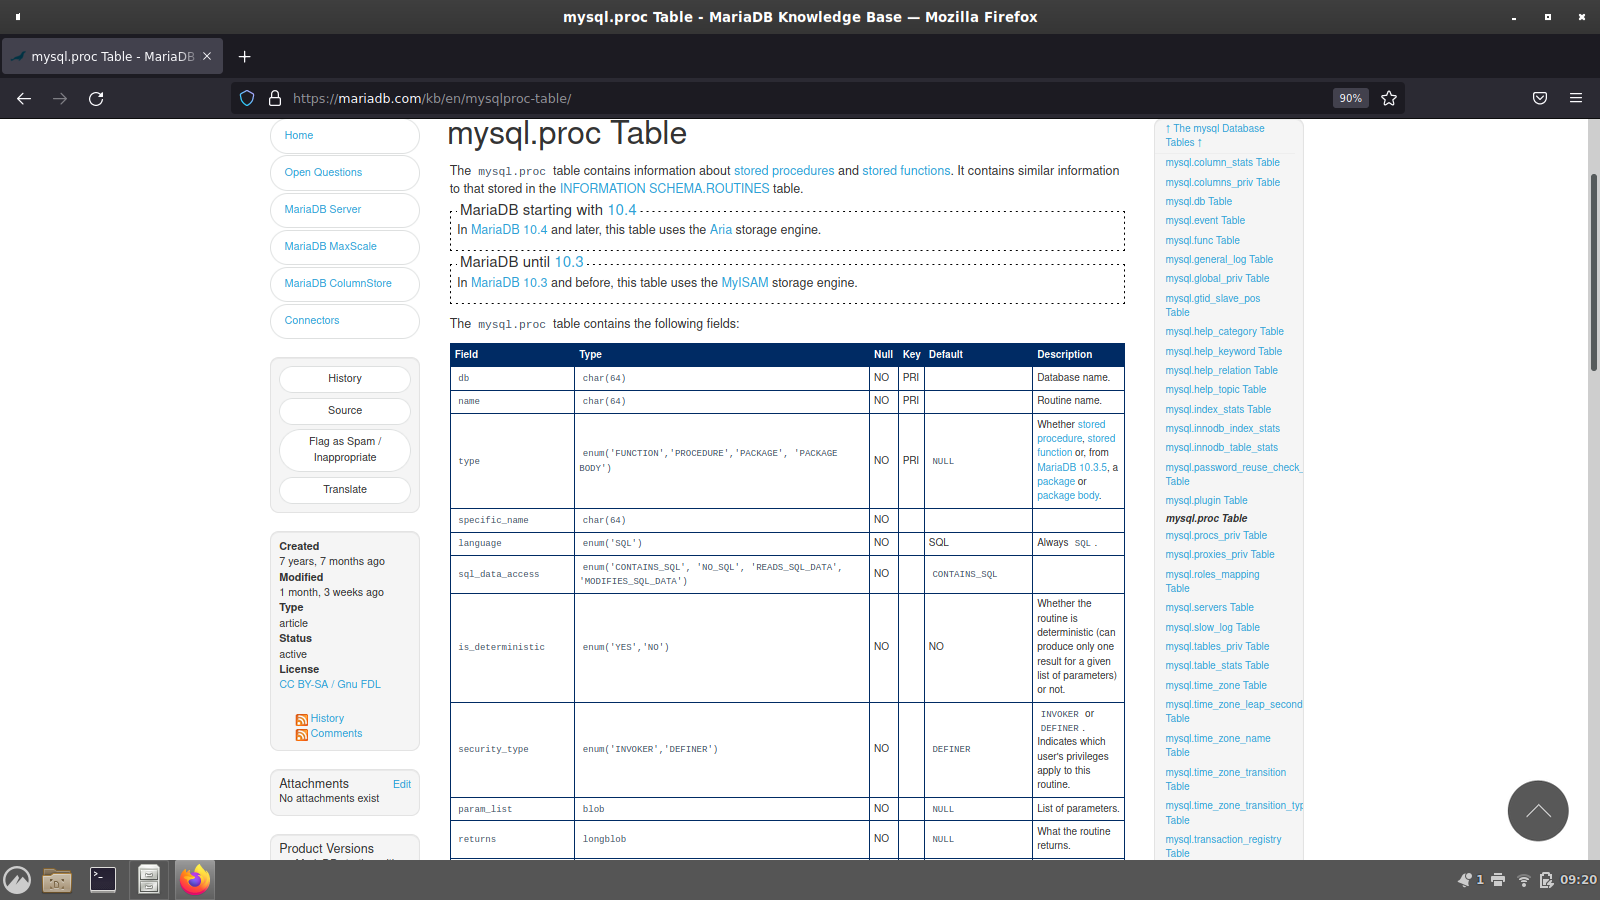 mysql.proc Table - MariaDB Knowledge Base — Mozilla Firefox
mysql.proc Table - MariaDB
https://mariadb.com/kb/en/mysqlproc-table/
90%
Home
Open Questions
MariaDB Server
MariaDB MaxScale
MariaDB ColumnStore
Connectors
History
Source
Flag as Spam /
Inappropriate
Translate
Created
7 years, 7 months ago
Modified
1 month, 3 weeks ago
Type
article
Status
active
License
CC BY-SA / Gnu FDL
History
Comments
Attachments Edit
No attachments exist
Product Versions
mysql.proc Table
The mysql.proc table contains information about stored procedures and stored functions. It contains similar information
to that stored in the INFORMATION SCHEMA.ROUTINES table.
MariaDB starting with 10.4
In MariaDB 10.4 and later, this table uses the Aria storage engine.
MariaDB until 10.3
In MariaDB 10.3 and before, this table uses the MyISAM storage engine.
The mysql.proc table contains the following fields:
Field Type Null Key Default Description
db char(64) NO PRI Database name.
name char(64) NO PRI Routine name.
type enum('FUNCTION','PROCEDURE','PACKAGE', 'PACKAGE
BODY') NO PRI NULL Whether stored
procedure, stored
function or, from
MariaDB 10.3.5, a
package or
package body.
specific_name char(64) NO
language enum('SQL') NO SQL Always SQL .
sql_data_access enum('CONTAINS_SQL', 'NO_SQL', 'READS_SQL_DATA',
'MODIFIES_SQL_DATA') NO CONTAINS_SQL
is_deterministic enum('YES','NO') NO NO Whether the
routine is
deterministic (can
produce only one
result for a given
list of parameters)
or not.
security_type enum('INVOKER','DEFINER') NO DEFINER INVOKER or
DEFINER .
Indicates which
user's privileges
apply to this
routine.
param_list blob NO NULL List of parameters.
returns longblob NO NULL What the routine
returns.
↑ The mysql Database
Tables ↑
mysql.column_stats Table
mysql.columns_priv Table
mysql.db Table
mysql.event Table
mysql.func Table
mysql.general_log Table
mysql.global_priv Table
mysql.gtid_slave_pos
Table
mysql.help_category Table
mysql.help_keyword Table
mysql.help_relation Table
mysql.help_topic Table
mysql.index_stats Table
mysql.innodb_index_stats
mysql.innodb_table_stats
mysql.password_reuse_check_
Table
mysql.plugin Table
mysql.proc Table
mysql.procs_priv Table
mysql.proxies_priv Table
mysql.roles_mapping
Table
mysql.servers Table
mysql.slow_log Table
mysql.tables_priv Table
mysql.table_stats Table
mysql.time_zone Table
mysql.time_zone_leap_second
Table
mysql.time_zone_name
Table
mysql.time_zone_transition
Table
mysql.time_zone_transition_typ
Table
mysql.transaction_registry
Table
1
09:20